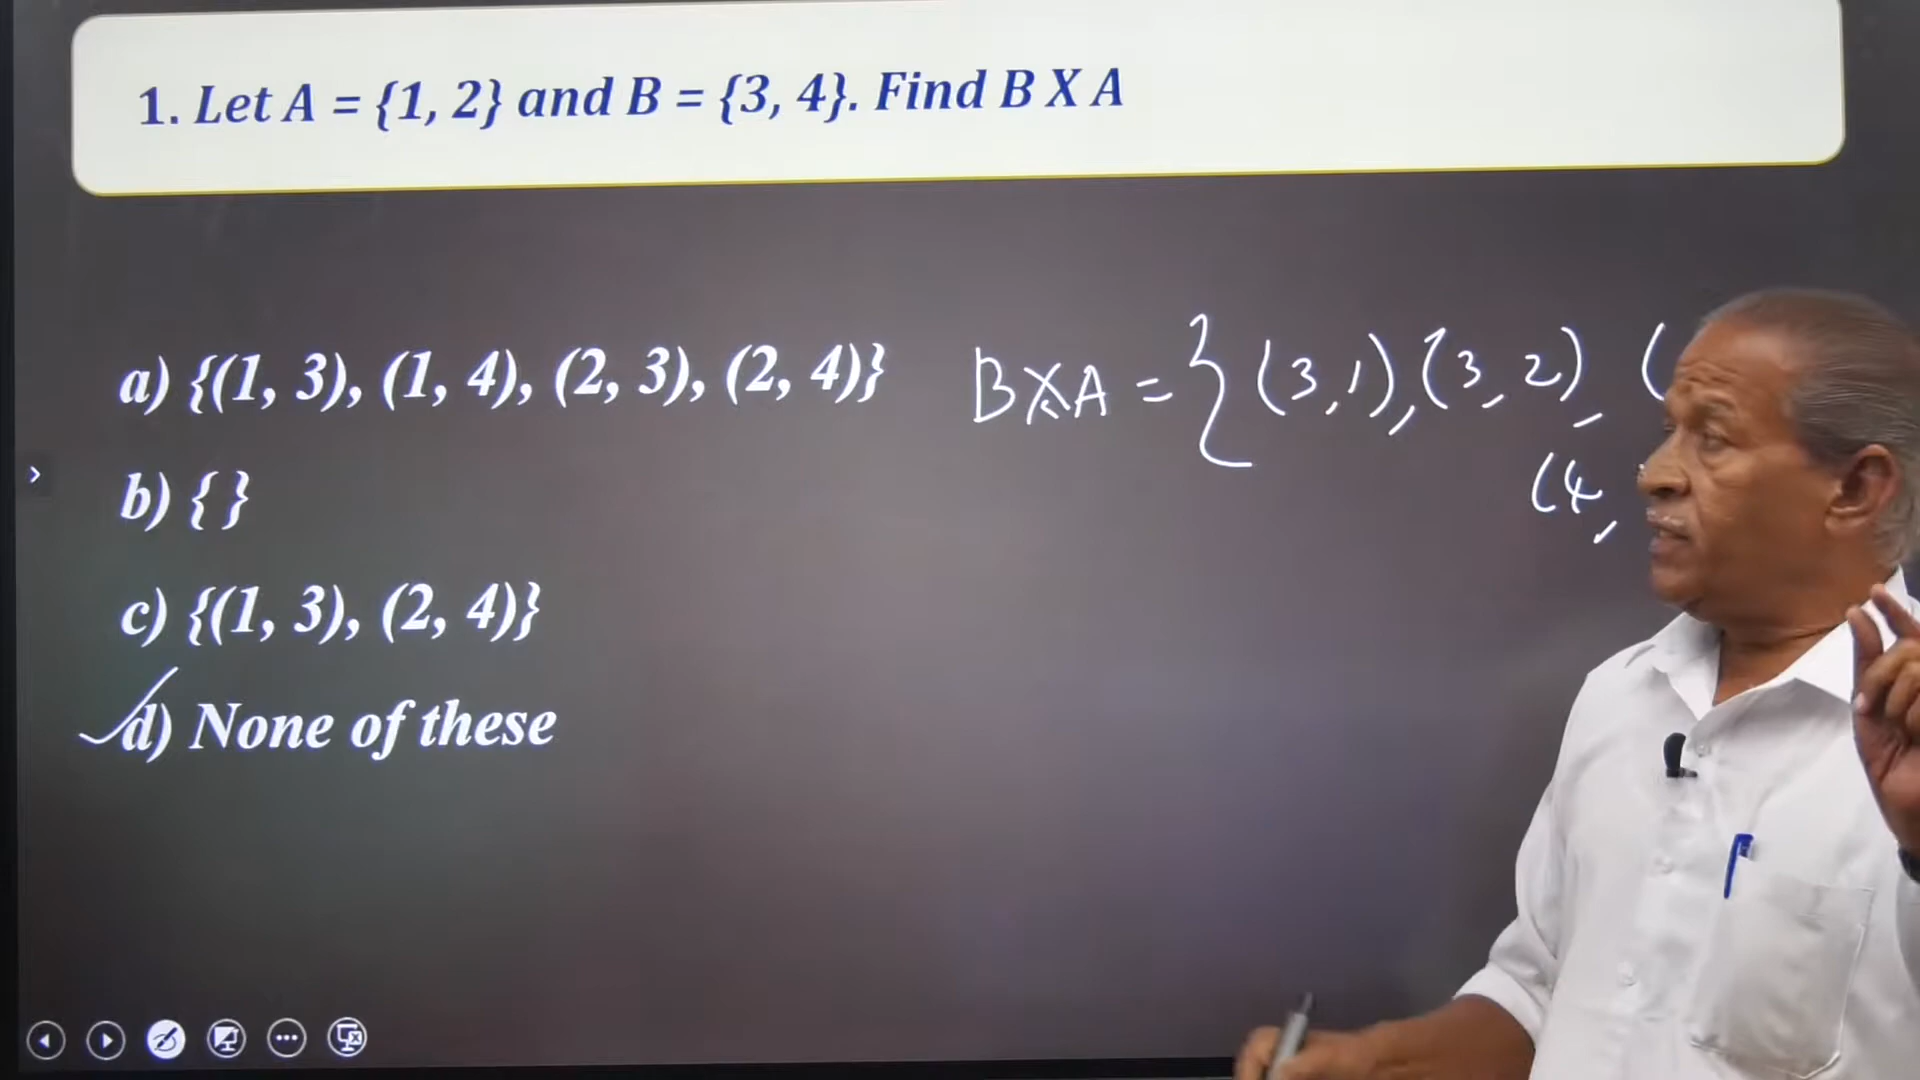 1. Let A = {1, 2} and B = {3, 4}. Find B X A
a) {(1, 3), (1, 4), (2, 3), (2, 4)}
B X A = { (3, 1), (3, 2), (
(4,
b) { }
c) {(1, 3), (2, 4)}
d) None of these